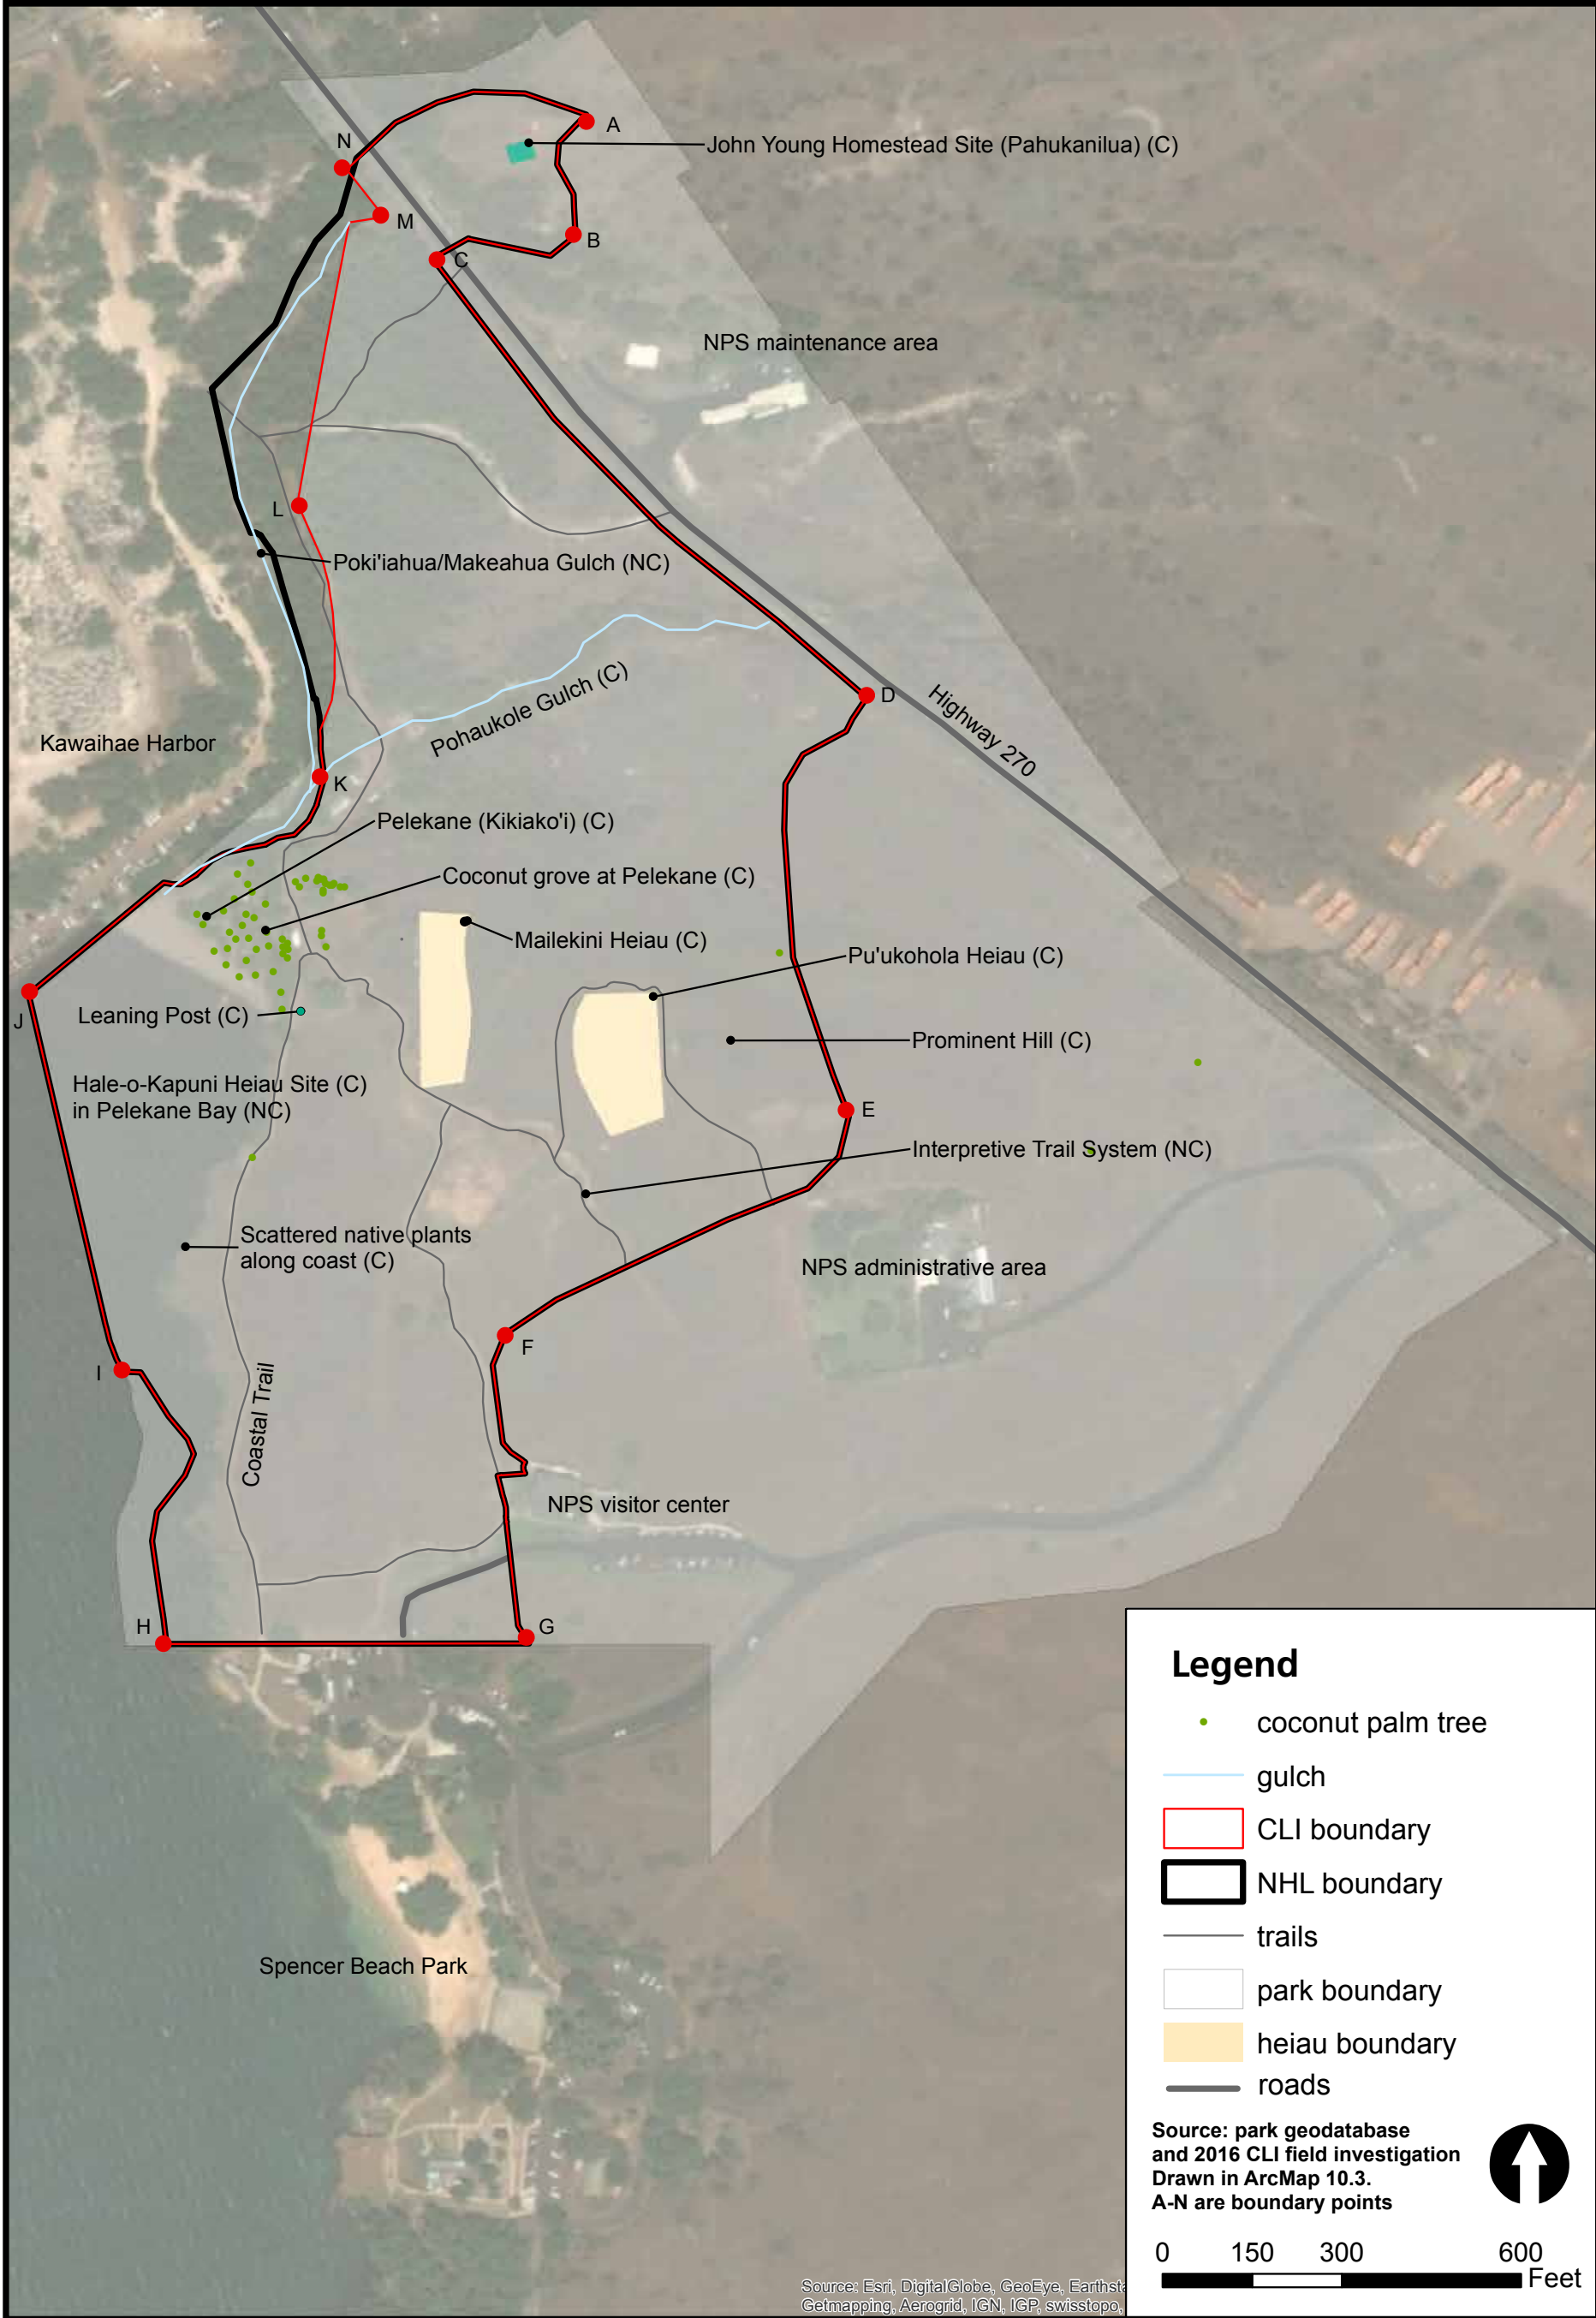 A
John Young Homestead Site (Pahukanilua) (C)
N
M
B
C
NPS maintenance area
L
Poki'iahua/Makeahua Gulch (NC)
Pohaukole Gulch (C)
D
Highway 270
Kawaihae Harbor
K
Pelekane (Kikiako'i) (C)
Coconut grove at Pelekane (C)
Mailekini Heiau (C)
Pu'ukohola Heiau (C)
J
Leaning Post (C)
Prominent Hill (C)
Hale-o-Kapuni Heiau Site (C)
in Pelekane Bay (NC)
E
Interpretive Trail System (NC)
Scattered native plants
along coast (C)
NPS administrative area
F
I
Coastal Trail
NPS visitor center
H
G
Spencer Beach Park
Legend
coconut palm tree
gulch
CLI boundary
NHL boundary
trails
park boundary
heiau boundary
roads
Source: park geodatabase
and 2016 CLI field investigation
Drawn in ArcMap 10.3.
A-N are boundary points
0 150 300 600
Feet
Source: Esri, DigitalGlobe, GeoEye, Earthsta
Getmapping, Aerogrid, IGN, IGP, swisstopo,